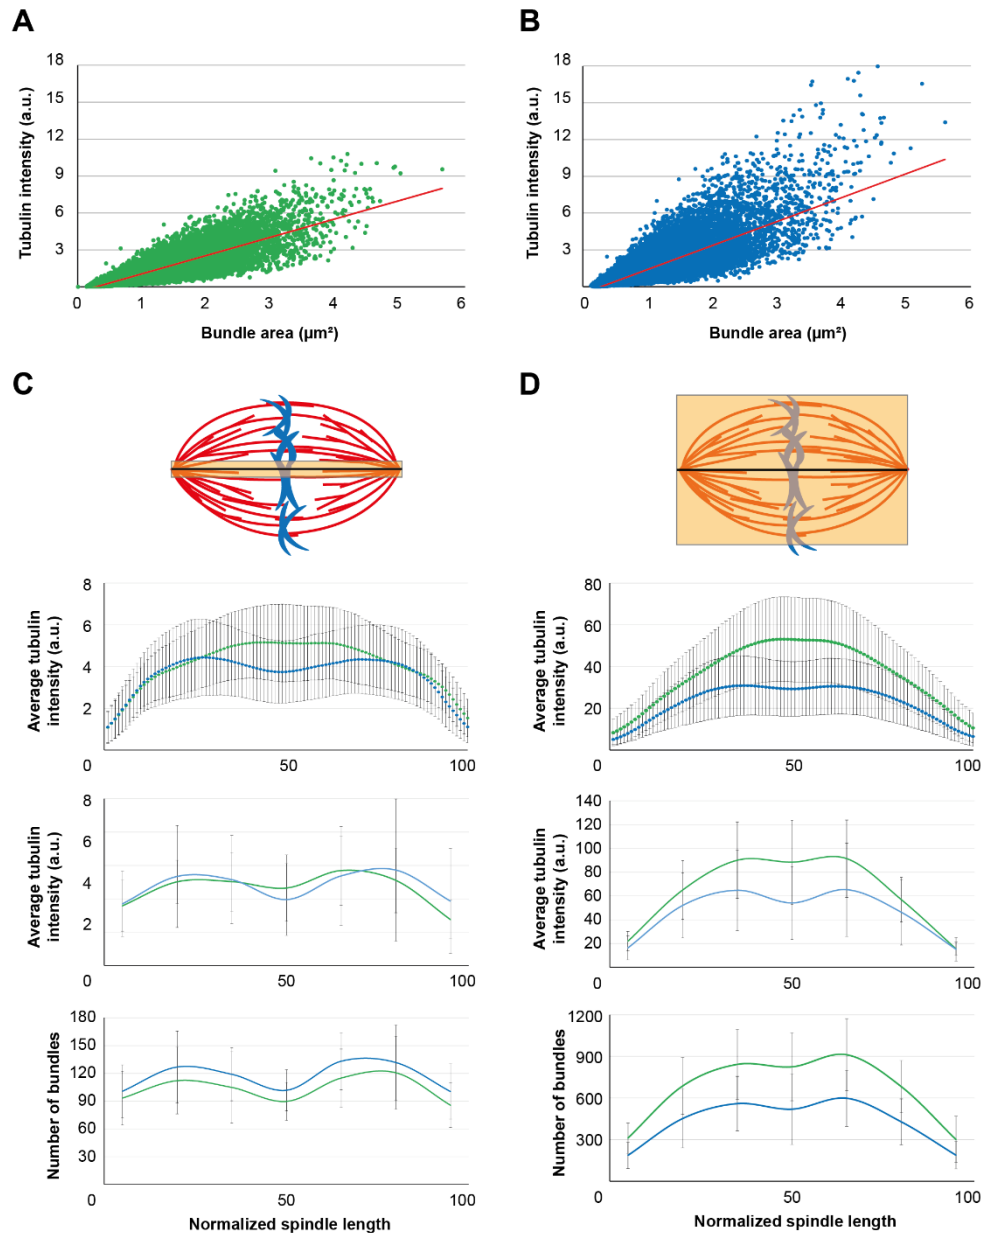 A
B
Tubulin intensity (a.u.)
18
15
12
9
6
3
0 1 2 3 4 5 6
Bundle area (µm²)
Tubulin intensity (a.u.)
18
15
12
9
6
3
0 1 2 3 4 5 6
Bundle area (µm²)
C
D
Average tubulin
intensity (a.u.)
8
6
4
2
0 50 100
Average tubulin
intensity (a.u.)
80
60
40
20
0 50 100
Average tubulin
intensity (a.u.)
8
6
4
2
0 50 100
Average tubulin
intensity (a.u.)
140
120
100
80
60
40
20
0 50 100
Number of bundles
180
150
120
90
60
30
0 50 100
Normalized spindle length
Number of bundles
1200
900
600
300
0 50 100
Normalized spindle length